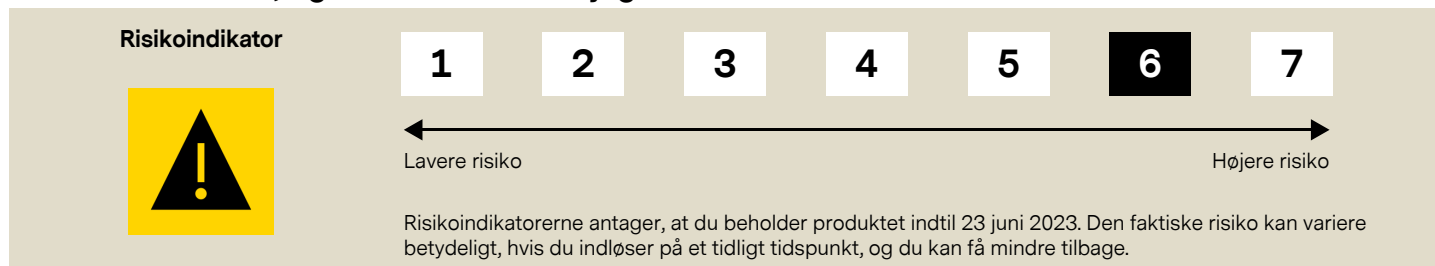 Risikoindikator
1 2 3 4 5 6 7
Lavere risiko Højere risiko
Risikoindikatorerne antager, at du beholder produktet indtil 23 juni 2023. Den faktiske risiko kan variere
betydeligt, hvis du indløser på et tidligt tidspunkt, og du kan få mindre tilbage.